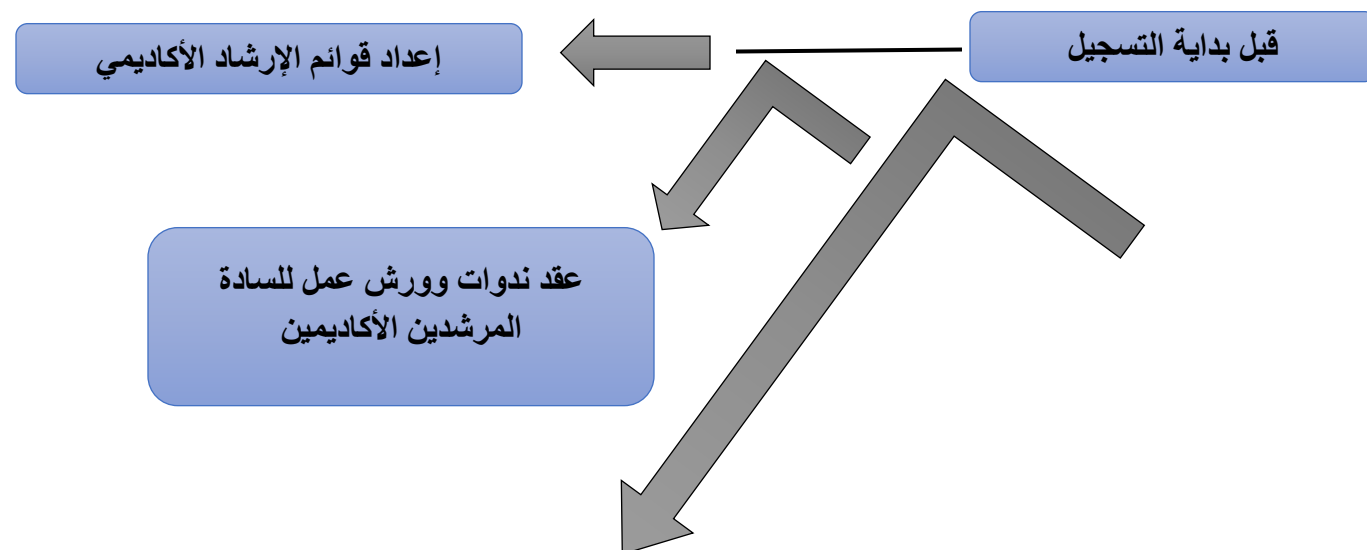 قبل بداية التسجيل
إعداد قوائم الإرشاد الأكاديمي
عقد ندوات وورش عمل للسادة
المرشدين الأكاديمين